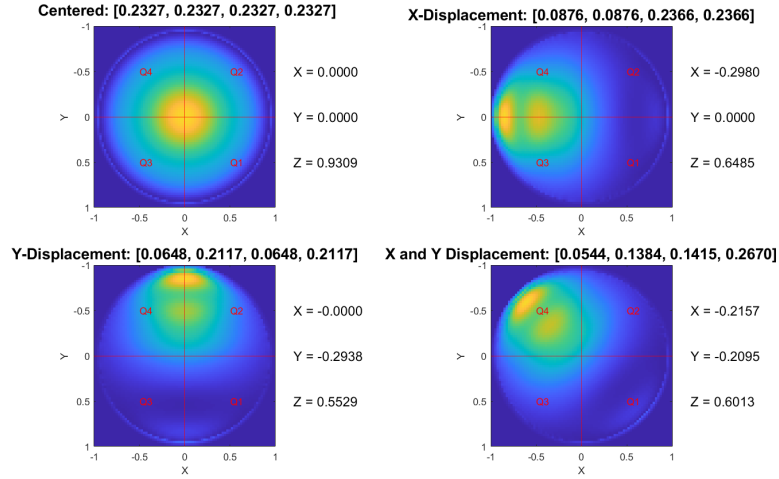 Centered: [0.2327, 0.2327, 0.2327, 0.2327]
-1
-0.5
0
0.5
1
Y
Q4
Q2
Q3
Q1
X = 0.0000
Y = 0.0000
Z = 0.9309
-1
-0.5
0
0.5
1
X
X-Displacement: [0.0876, 0.0876, 0.2366, 0.2366]
-1
-0.5
0
0.5
1
Y
Q4
Q2
Q3
Q1
X = -0.2980
Y = 0.0000
Z = 0.6485
-1
-0.5
0
0.5
1
X
Y-Displacement: [0.0648, 0.2117, 0.0648, 0.2117]
-1
-0.5
0
0.5
1
Y
Q4
Q2
Q3
Q1
X = -0.0000
Y = -0.2938
Z = 0.5529
-1
-0.5
0
0.5
1
X
X and Y Displacement: [0.0544, 0.1384, 0.1415, 0.2670]
-1
-0.5
0
0.5
1
Y
Q4
Q2
Q3
Q1
X = -0.2157
Y = -0.2095
Z = 0.6013
-1
-0.5
0
0.5
1
X